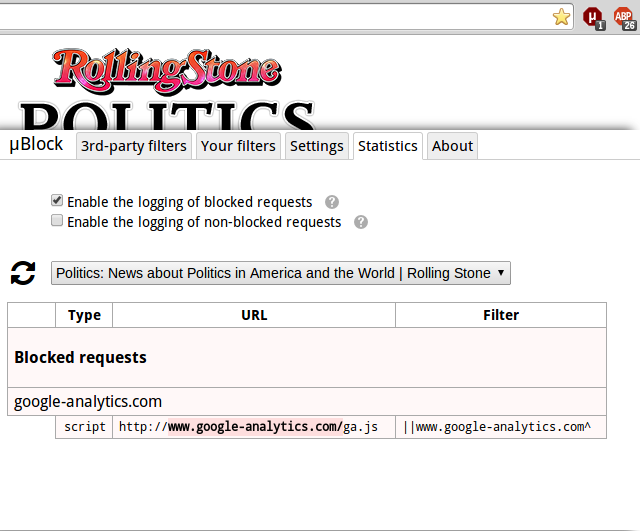 µ ABP
1 26
RollingStone
POLITICS
µBlock 3rd-party filters Your filters Settings Statistics About
Enable the logging of blocked requests ?
Enable the logging of non-blocked requests ?
Politics: News about Politics in America and the World | Rolling Stone
Type URL Filter
Blocked requests
google-analytics.com
script http://www.google-analytics.com/ga.js ||www.google-analytics.com^